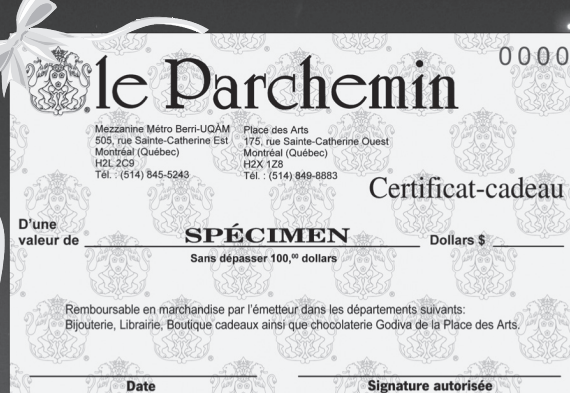 0000
le Parchemin
Mezzanine Métro Berri-UQÀM
505, rue Sainte-Catherine Est
Montréal (Québec)
H2L 2C9
Tél. : (514) 845-5243
Place des Arts
175, rue Sainte-Catherine Ouest
Montréal (Québec)
H2X 1Z8
Tél. : (514) 849-8883
Certificat-cadeau
D'une
valeur de SPÉCIMEN Dollars $
Sans dépasser 100,00 dollars
Remboursable en marchandise par l'émetteur dans les départements suivants:
Bijouterie, Librairie, Boutique cadeaux ainsi que chocolaterie Godiva de la Place des Arts.
Date Signature autorisée